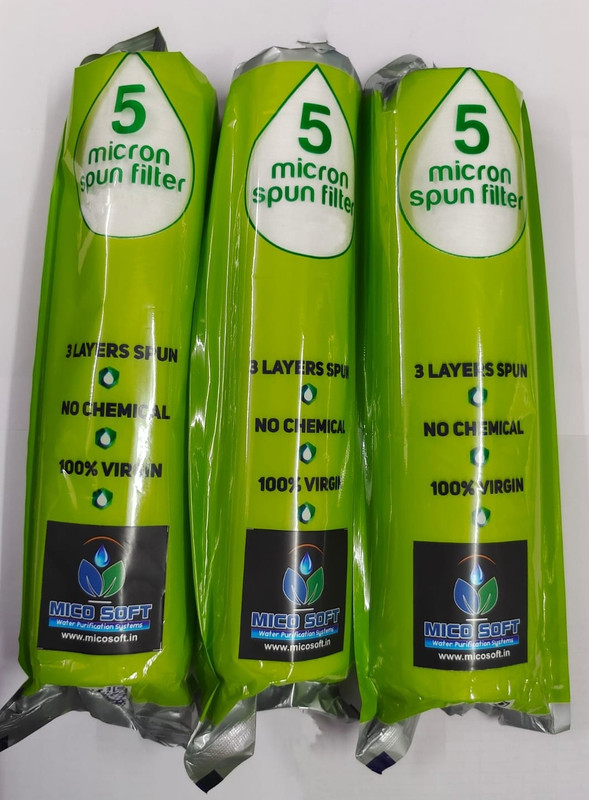 5
micron
spun filter
3 LAYERS SPUN
NO CHEMICAL
100% VIRGIN
MICO SOFT
Water Purification Systems
www.micosoft.in
5
micron
spun filter
3 LAYERS SPUN
NO CHEMICAL
100% VIRGIN
MICO SOFT
Water Purification Systems
www.micosoft.in
5
micron
spun filter
3 LAYERS SPUN
NO CHEMICAL
100% VIRGIN
MICO SOFT
Water Purification Systems
www.micosoft.in